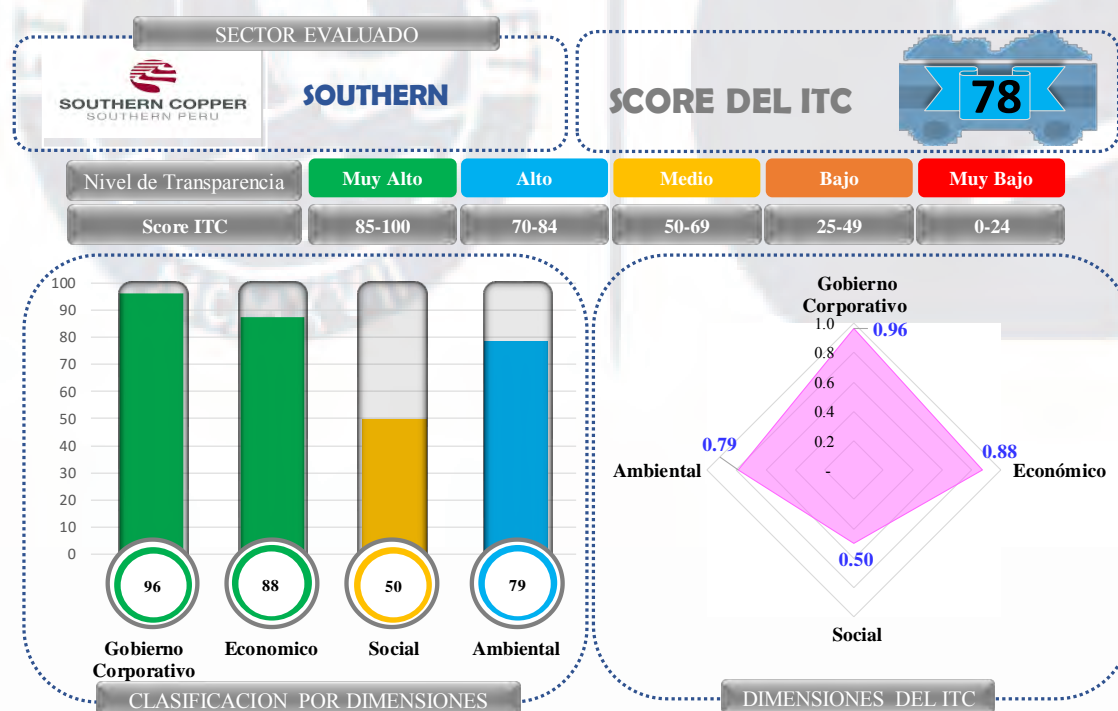 SECTOR EVALUADO
SOUTHERN COPPER
SOUTHERN PERU
SOUTHERN
SCORE DEL ITC
78
Nivel de Transparencia Muy Alto Alto Medio Bajo Muy Bajo
Score ITC 85-100 70-84 50-69 25-49 0-24
100
90
80
70
60
50
40
30
20
10
0
96 88 50 79
Gobierno
Corporativo
Economico
Social
Ambiental
CLASIFICACION POR DIMENSIONES
Gobierno
Corporativo
1.0
0.96
0.8
0.6
0.4
0.2
-
0.79
Ambiental
0.88
Económico
0.50
Social
DIMENSIONES DEL ITC